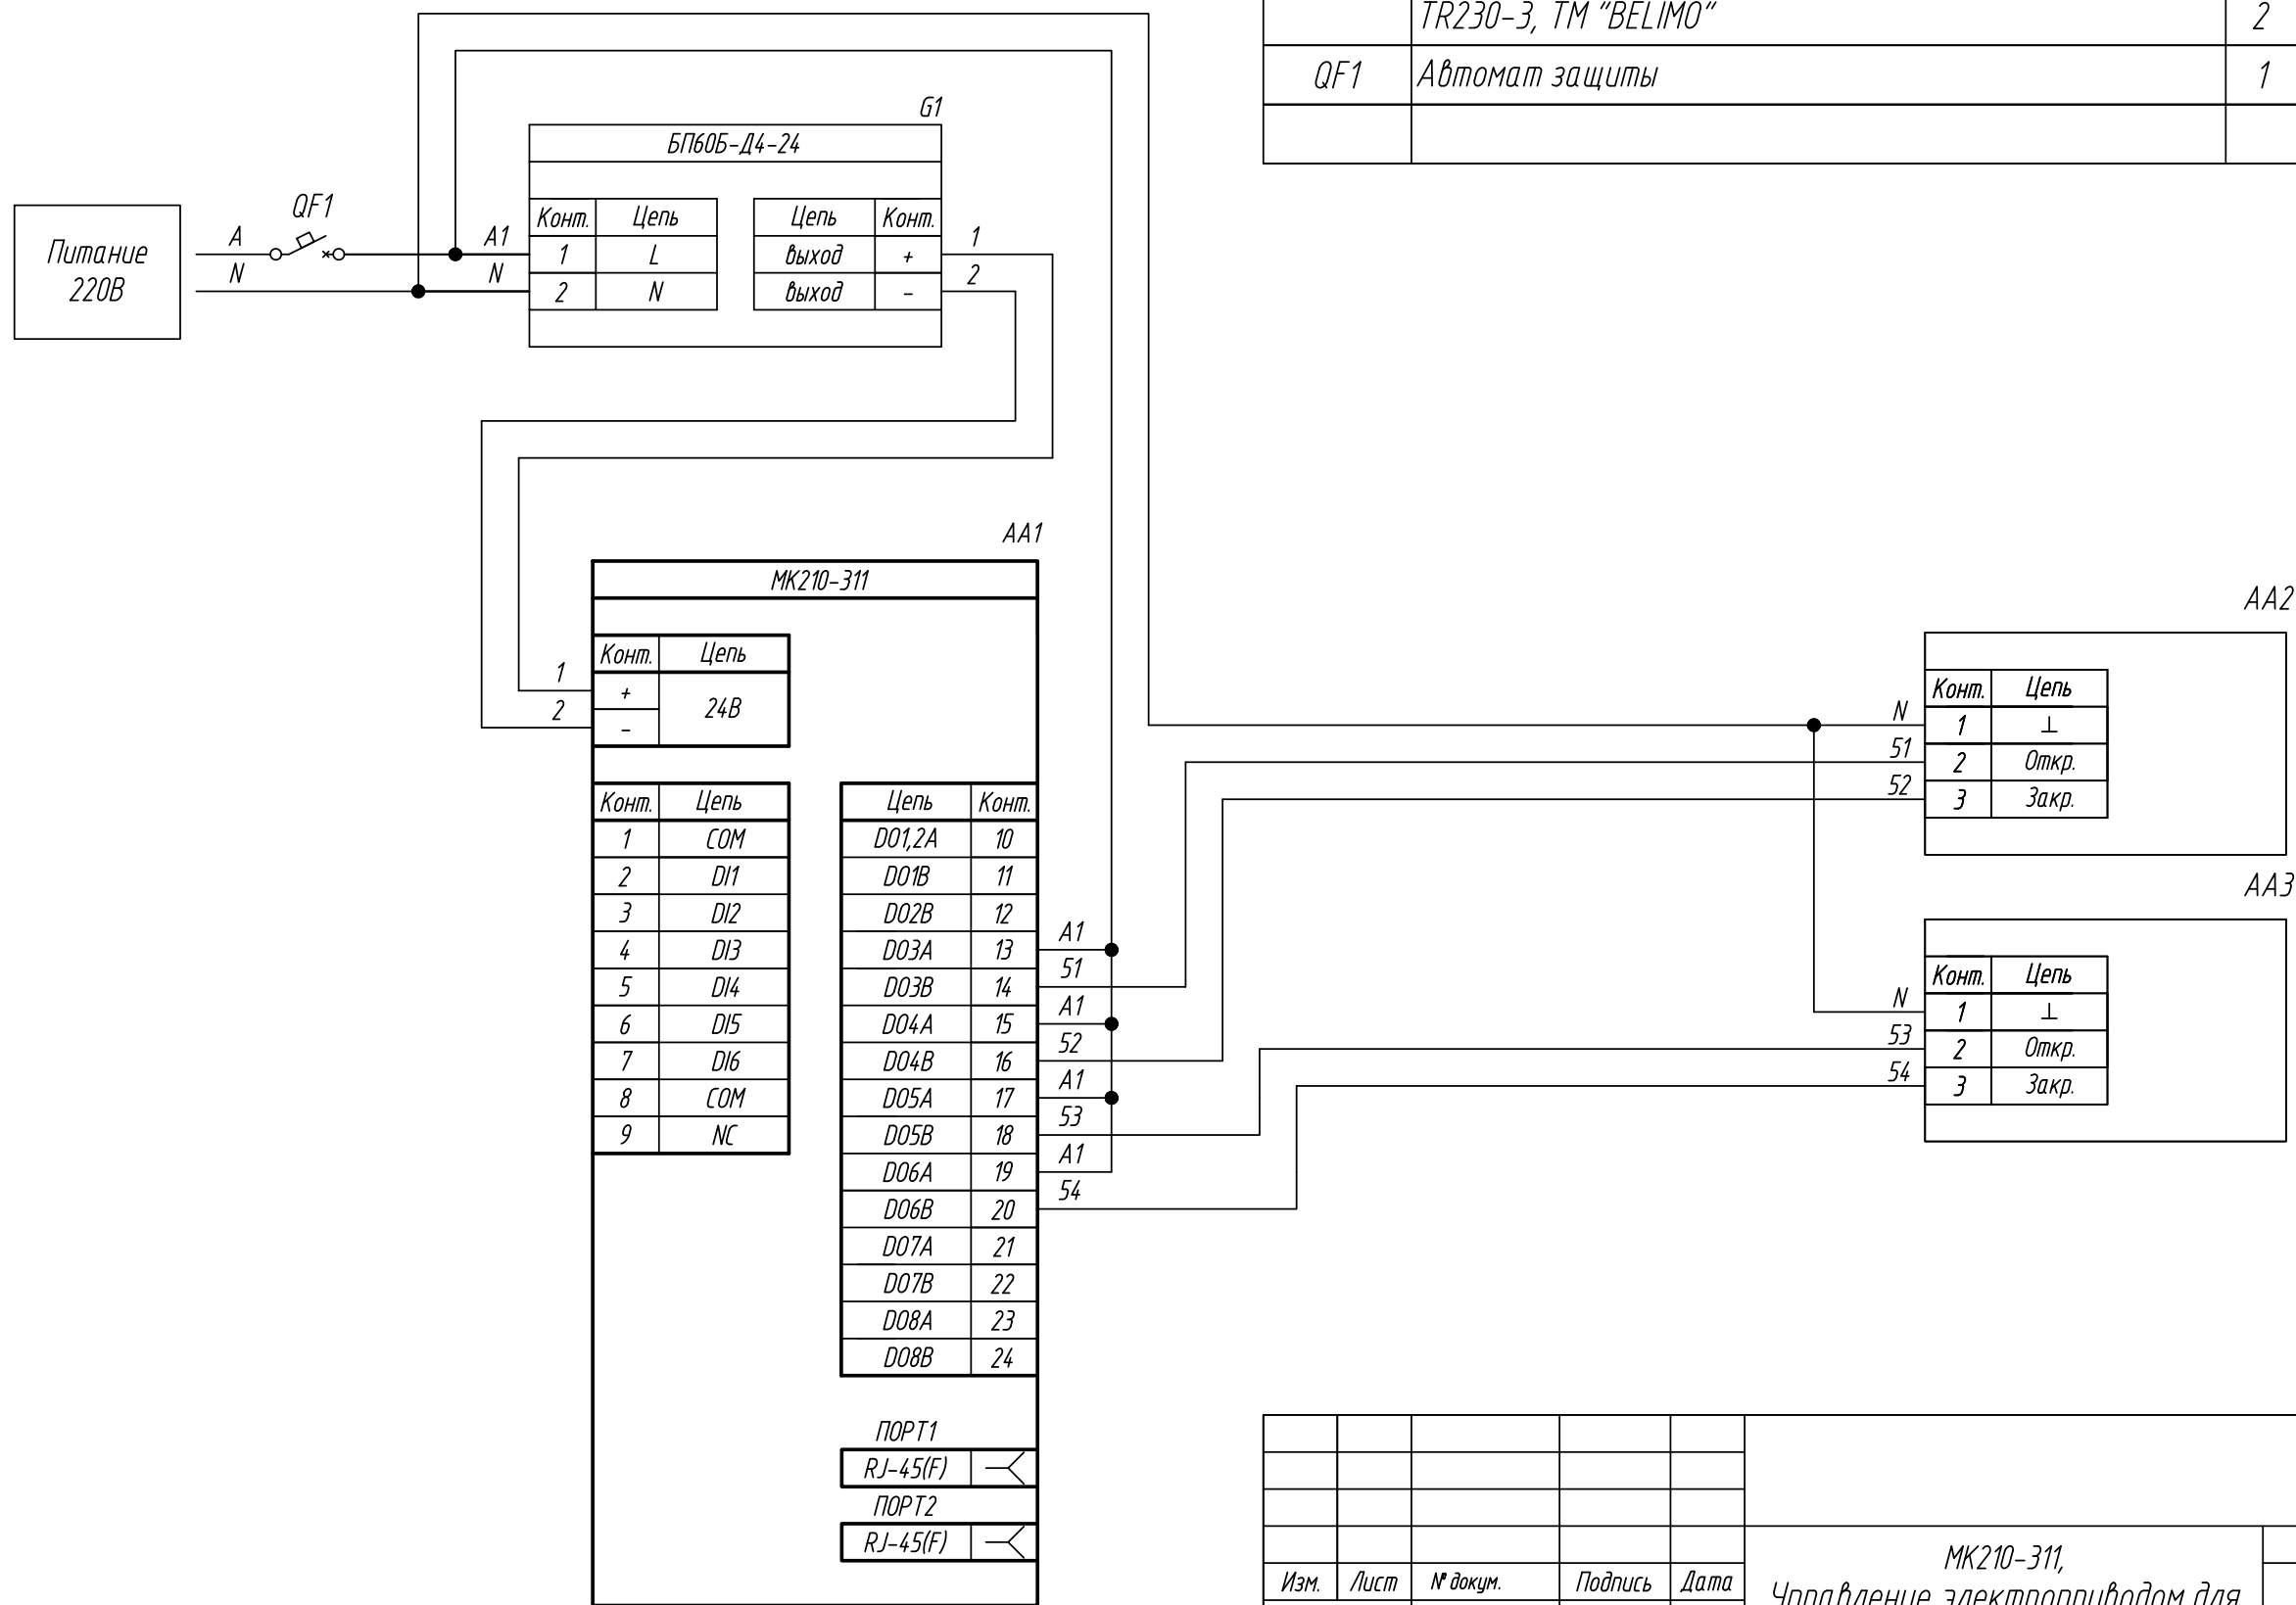 TR230-3, ТМ "BELIMO" 2
QF1 Автомат защиты 1
G1
БП60Б-Д4-24
Питание
220В
A
N
QF1
A1
N
Конт. Цепь
1 L
2 N
Цепь Конт.
выход +
выход -
1
2
AA1
МК210-311
Конт. Цепь
+ 24В
-
1
2
Конт. Цепь
1 COM
2 DI1
3 DI2
4 DI3
5 DI4
6 DI5
7 DI6
8 COM
9 NC
Цепь Конт.
DO1,2A 10
DO1B 11
DO2B 12
DO3A 13
DO3B 14
DO4A 15
DO4B 16
DO5A 17
DO5B 18
DO6A 19
DO6B 20
DO7A 21
DO7B 22
DO8A 23
DO8B 24
A1
51
A1
52
A1
53
A1
54
ПОРТ1
RJ-45(F)
ПОРТ2
RJ-45(F)
AA2
N
51
52
Конт. Цепь
1 ⊥
2 Откр.
3 Закр.
AA3
N
53
54
Конт. Цепь
1 ⊥
2 Откр.
3 Закр.
Изм. Лист № докум. Подпись Дата
МК210-311,
Управление электроприводом для